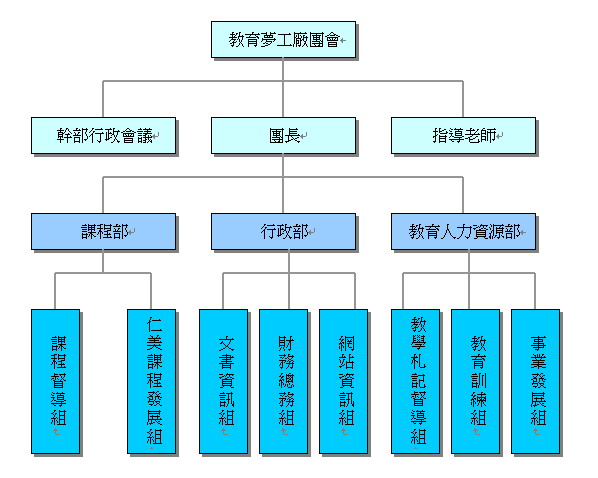 教育夢工廠團會
幹部行政會議
團長
指導老師
課程部
行政部
教育人力資源部
課程督導組
仁美課程發展組
文書資訊組
財務總務組
網站資訊組
教學札記督導組
教育訓練組
事業發展組